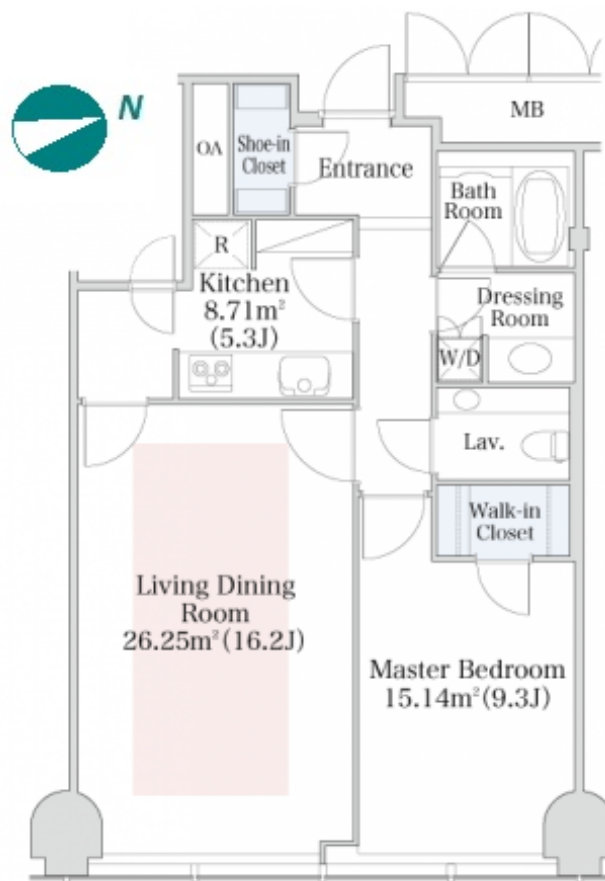 N
MB
OA
Shoe-in
Closet
Entrance
Bath
Room
R
Kitchen
8.71m²
(5.3J)
Dressing
Room
W/D
Lav.
Walk-in
Closet
Living Dining
Room
26.25m²(16.2J)
Master Bedroom
15.14m²(9.3J)